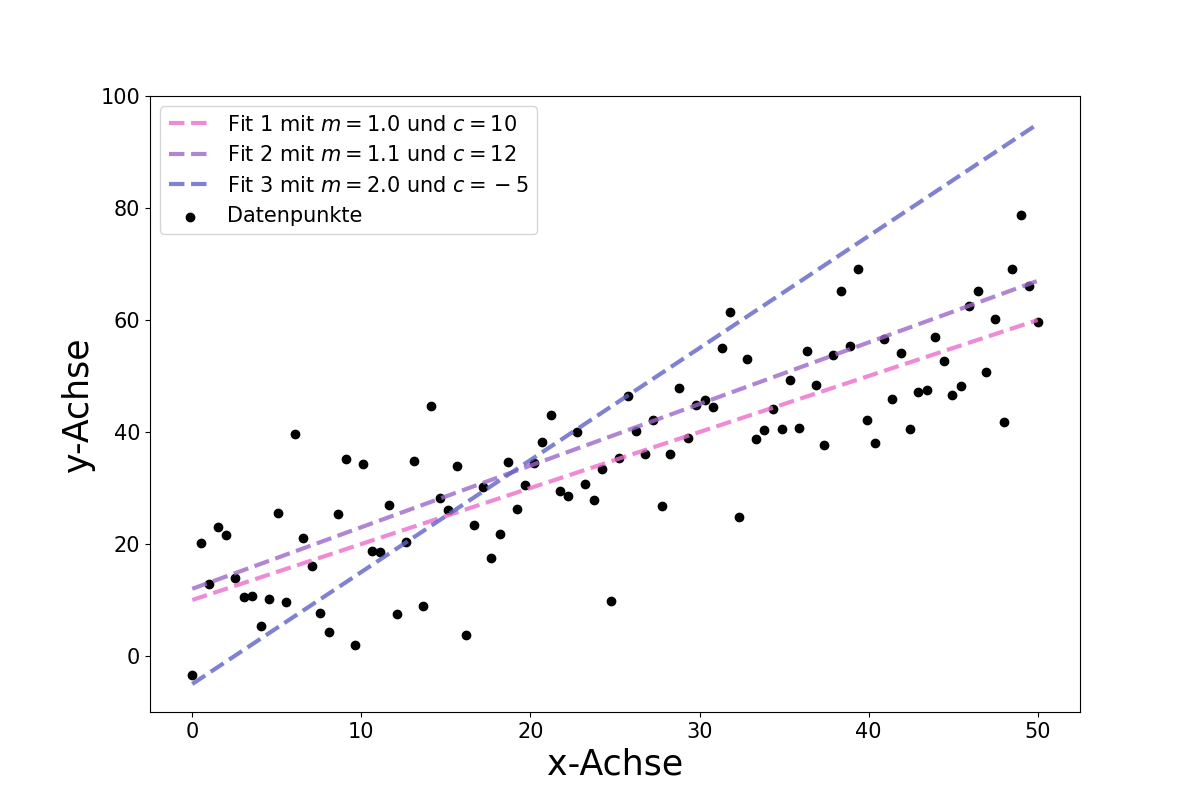 100
80
60
40
20
0
y-Achse
Fit 1 mit m = 1.0 und c = 10
Fit 2 mit m = 1.1 und c = 12
Fit 3 mit m = 2.0 und c = −5
Datenpunkte
0 10 20 30 40 50
x-Achse